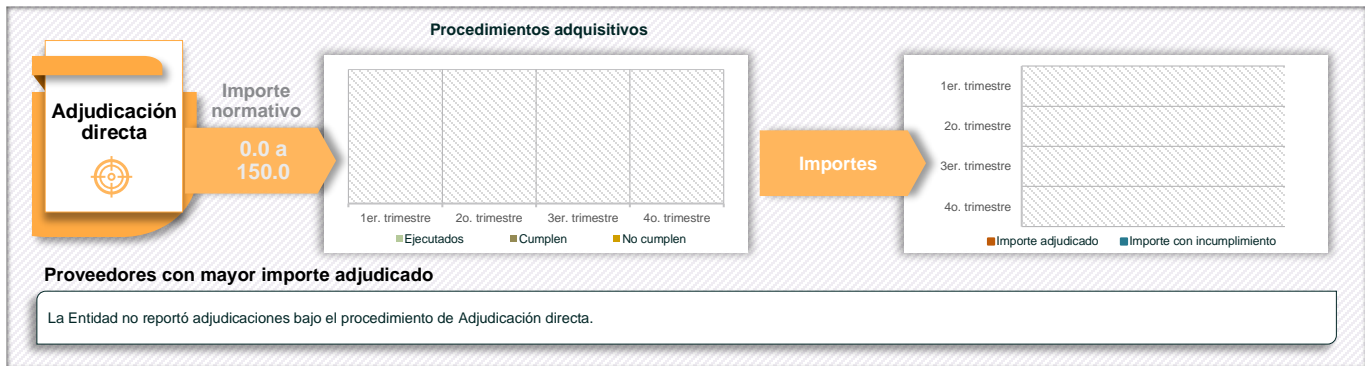 Procedimientos adquisitivos
Adjudicación
directa
Importe
normativo
0.0 a
150.0
1er. trimestre
2o. trimestre
3er. trimestre
4o. trimestre
Ejecutados
Cumplen
No cumplen
Importes
1er. trimestre
2o. trimestre
3er. trimestre
4o. trimestre
Importe adjudicado
Importe con incumplimiento
Proveedores con mayor importe adjudicado
La Entidad no reportó adjudicaciones bajo el procedimiento de Adjudicación directa.